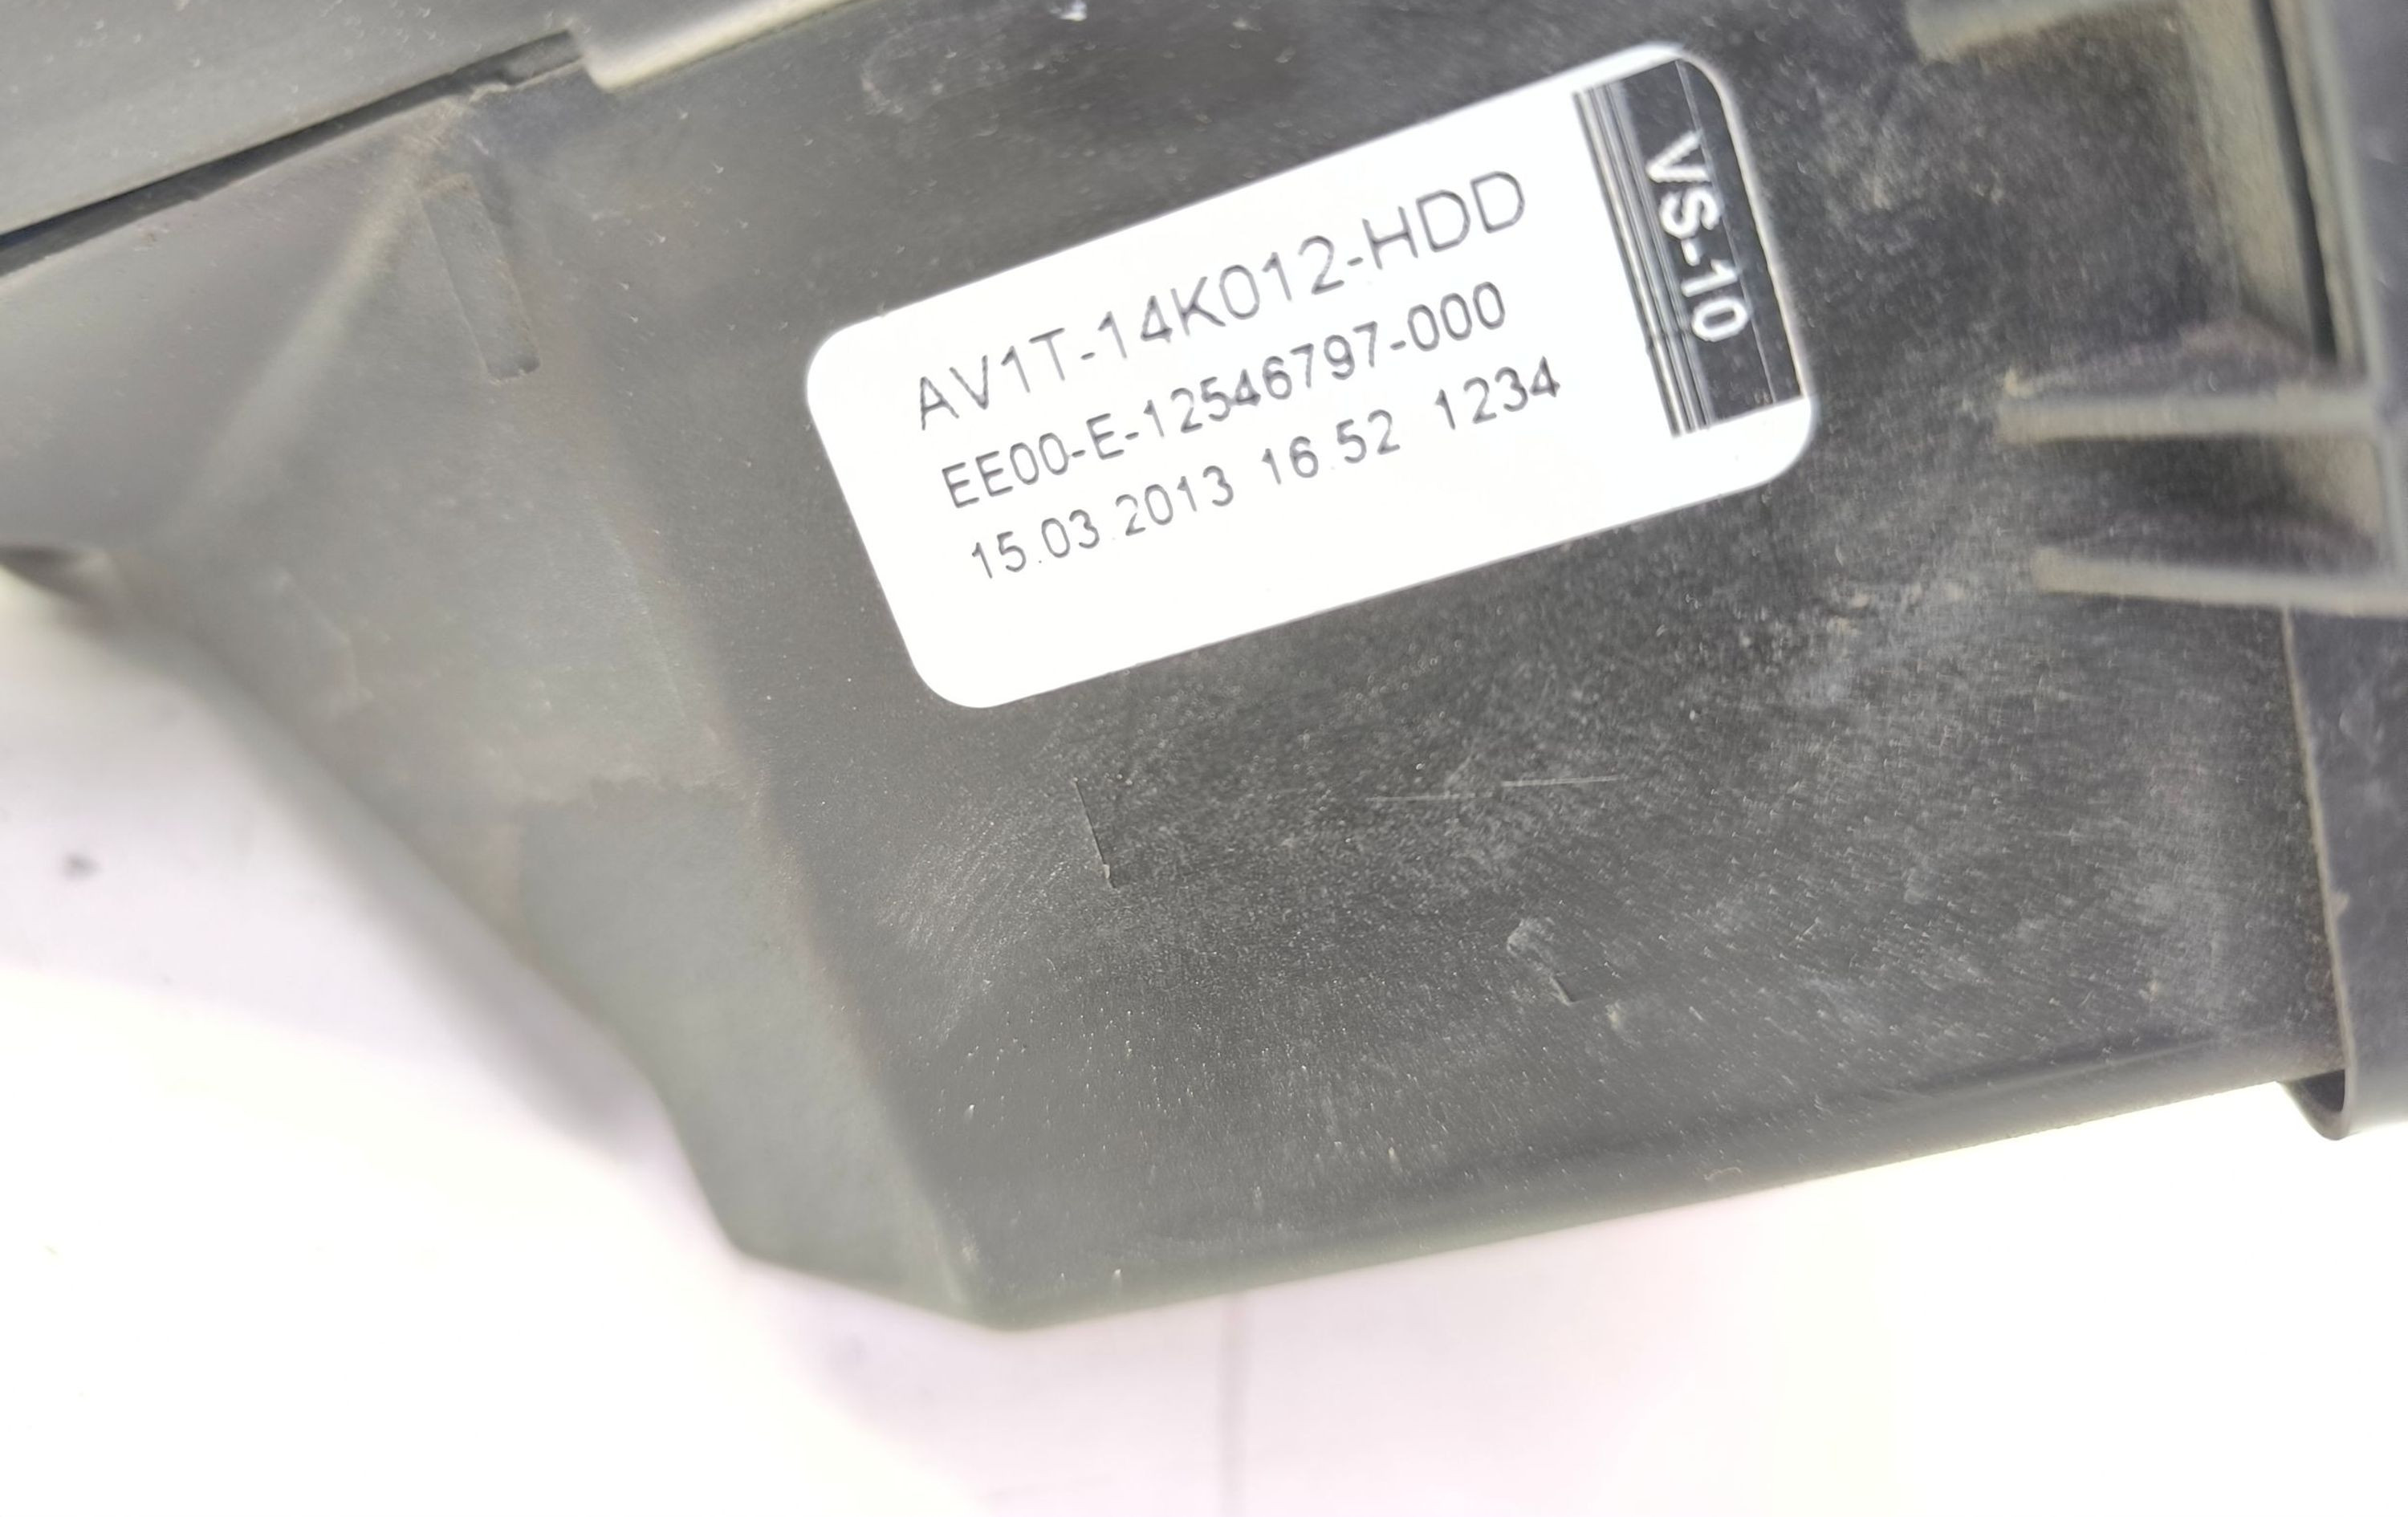 AV1T-14K012-HDD
EE00-E-12546797-000
15.03.2013 16.52 1234
VS-10